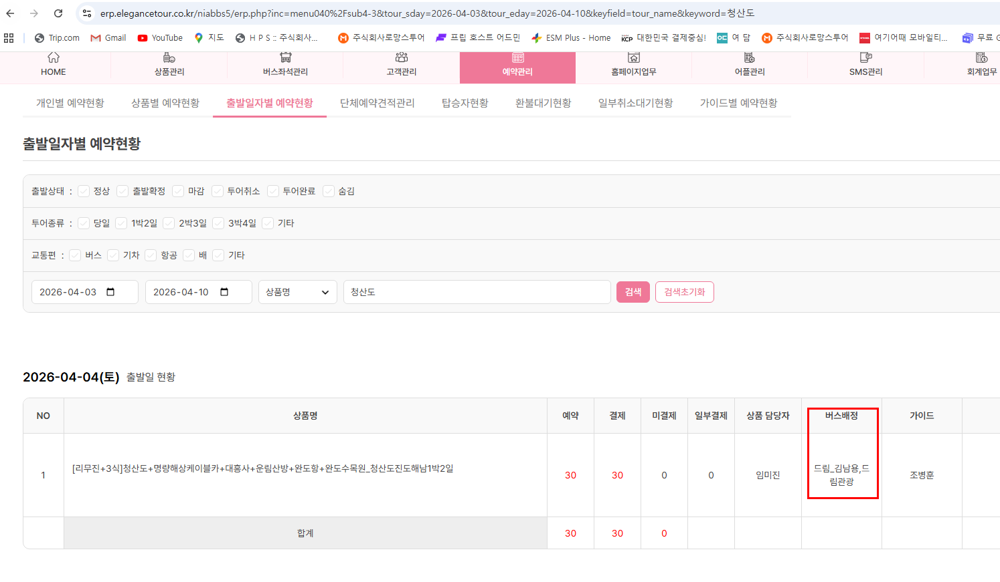 erp.elegancetour.co.kr/niabbs5/erp.php?inc=menu040%2Fsub4-3&tour_sday=2026-04-03&tour_eday=2026-04-10&keyfield=tour_name&keyword=청산도
Trip.com Gmail YouTube 지도 H P S :: 주식회사... 주식회사로망스투어 프립 호스트 어드민 ESM Plus - Home 대한민국 결제중심! 여 담 주식회사로망스투어 여기어때 모바일티... 무료
HOME 상품관리 버스좌석관리 고객관리 예약관리 홈페이지업무 어플관리 SMS관리 회계업무
개인별 예약현황 상품별 예약현황 출발일자별 예약현황 단체예약견적관리 탑승자현황 환불대기현황 일부취소대기현황 가이드별 예약현황
출발일자별 예약현황
출발상태 : 정상 출발확정 마감 투어취소 투어완료 숨김
투어종류 : 당일 1박2일 2박3일 3박4일 기타
교통편 : 버스 기차 항공 배 기타
2026-04-03 2026-04-10 상품명 청산도 검색 검색초기화
2026-04-04(토) 출발일 현황
NO 상품명 예약 결제 미결제 일부결제 상품 담당자 버스배정 가이드
1 [리무진+3식]청산도+명량해상케이블카+대흥사+운림산방+완도항+완도수목원_청산도진도해남1박2일 30 30 0 0 임미진 드림_김남용,드
림관광 조병훈
합계 30 30 0